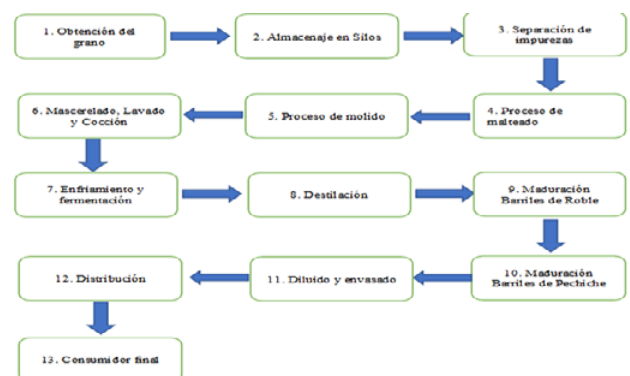 1. Obtención del
grano
2. Almacenaje en Silos
3. Separación de
impurezas
4. Proceso de
malteado
5. Proceso de molido
6. Mascerelado, Lavado
y Cocción
7. Enfriamiento y
fermentación
8. Destilación
9. Maduración
Barriles de Roble
10. Maduración
Barriles de Pechiche
11. Diluido y envasado
12. Distribución
13. Consumidor final